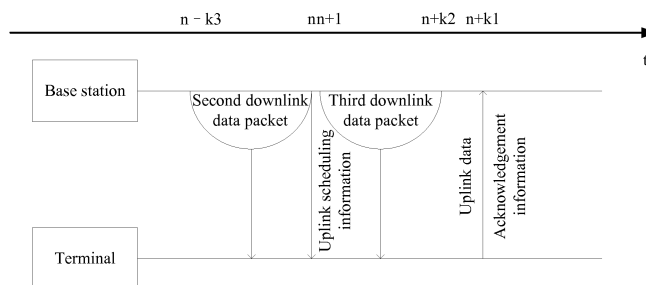 n－k3
nn+1
n+k2
n+k1
t
Base station
Second downlink
data packet
Third downlink
data packet
Uplink scheduling
information
Uplink data
Acknowledgement
information
Terminal